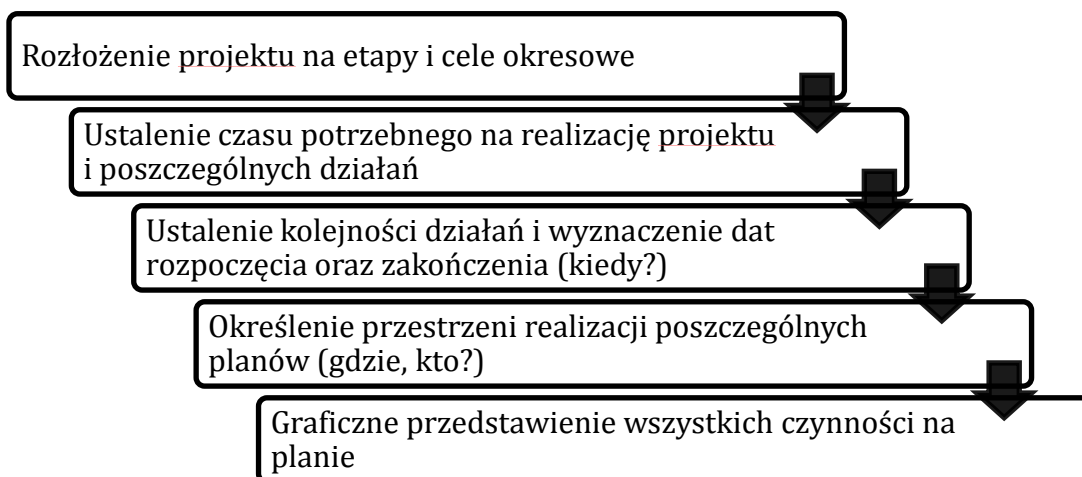 Rozłożenie projektu na etapy i cele okresowe
Ustalenie czasu potrzebnego na realizację projektu
i poszczególnych działań
Ustalenie kolejności działań i wyznaczenie dat
rozpoczęcia oraz zakończenia (kiedy?)
Określenie przestrzeni realizacji poszczególnych
planów (gdzie, kto?)
Graficzne przedstawienie wszystkich czynności na
planie